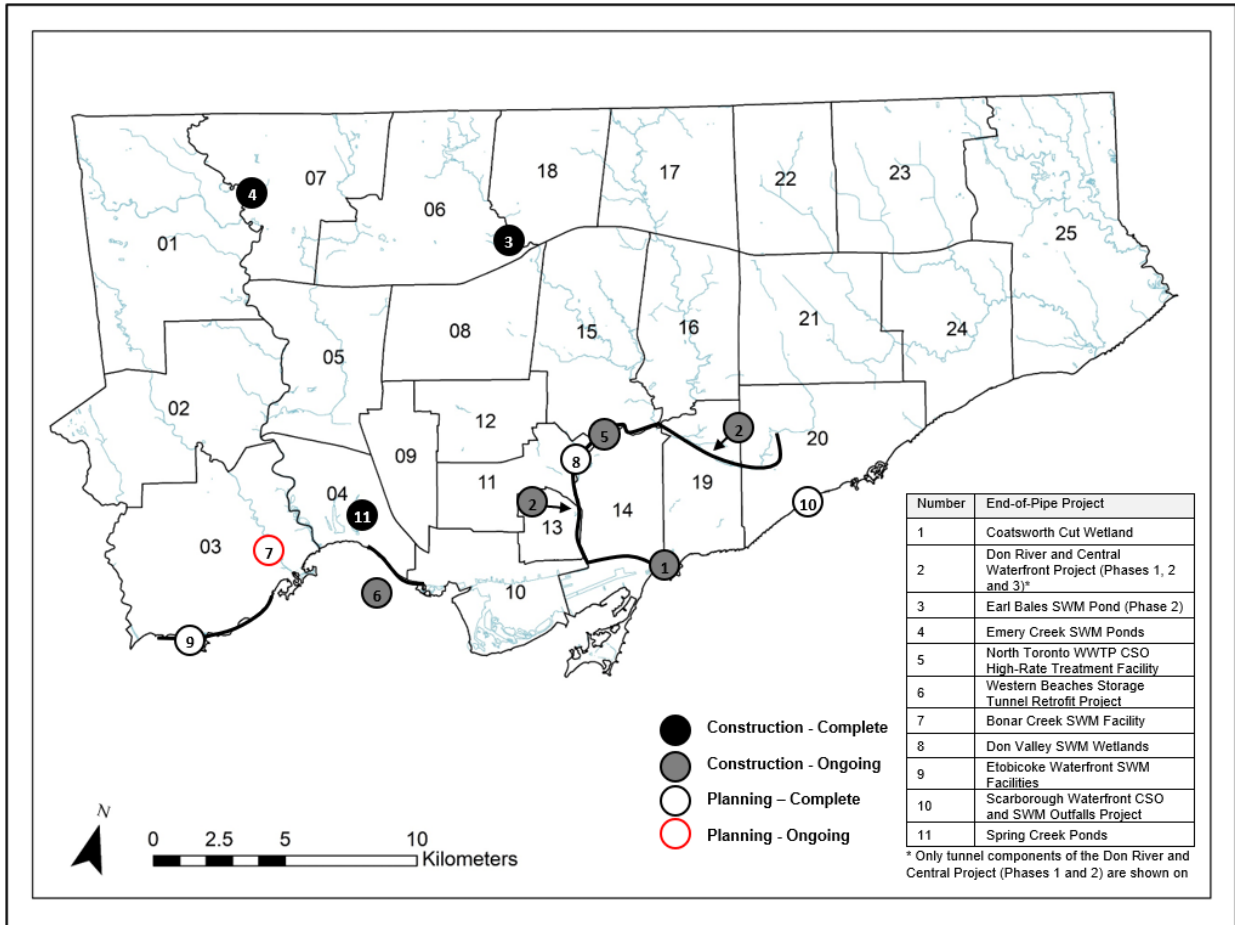 18
17
22
23
07
4
06
25
01
3
21
24
15
16
08
05
02
12
20
5
2
09
8
11
19
10
04
2
14
11
13
03
7
1
6
10
9
Number End-of-Pipe Project
1 Coatsworth Cut Wetland
2 Don River and Central
Waterfront Project (Phases 1, 2
and 3)*
3 Earl Bales SWM Pond (Phase 2)
4 Emery Creek SWM Ponds
5 North Toronto WWTP CSO
High-Rate Treatment Facility
6 Western Beaches Storage
Tunnel Retrofit Project
7 Bonar Creek SWM Facility
8 Don Valley SWM Wetlands
9 Etobicoke Waterfront SWM
Facilities
10 Scarborough Waterfront CSO
and SWM Outfalls Project
11 Spring Creek Ponds
* Only tunnel components of the Don River and
Central Project (Phases 1 and 2) are shown on
Construction - Complete
Construction - Ongoing
Planning – Complete
Planning - Ongoing
N
0 2.5 5 10
Kilometers